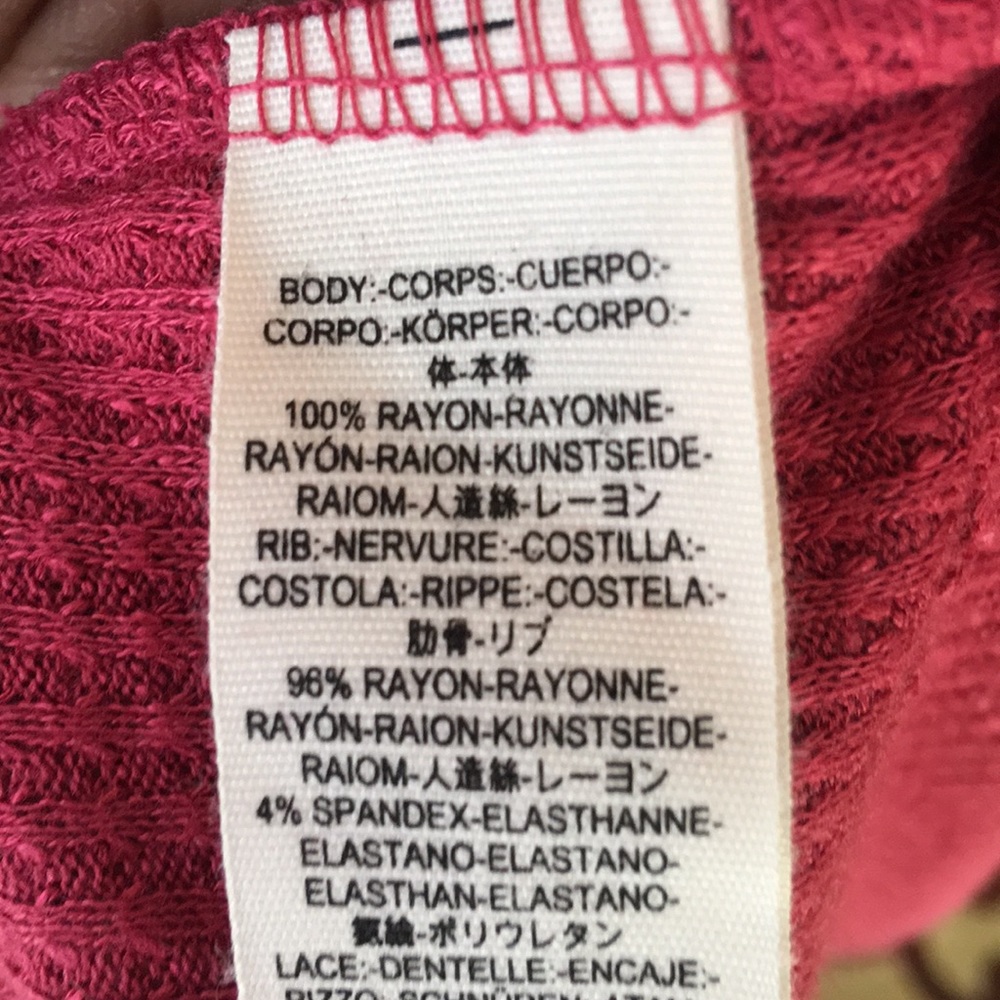 BODY:-CORPS:-CUERPO:-
CORPO:-KÖRPER:-CORPO:-
体-本体
100% RAYON-RAYONNE-
RAYÓN-RAION-KUNSTSEIDE-
RAIOM-人造絲-レーヨン
RIB:-NERVURE:-COSTILLA:-
COSTOLA:-RIPPE:-COSTELA:-
肋骨-リブ
96% RAYON-RAYONNE-
RAYÓN-RAION-KUNSTSEIDE-
RAIOM-人造絲-レーヨン
4% SPANDEX-ELASTHANNE-
ELASTANO-ELASTANO-
ELASTHAN-ELASTANO-
氨綸-ポリウレタン
LACE:-DENTELLE:-ENCAJE:-
PIZZO:-SCHNÜREN:-ATAM